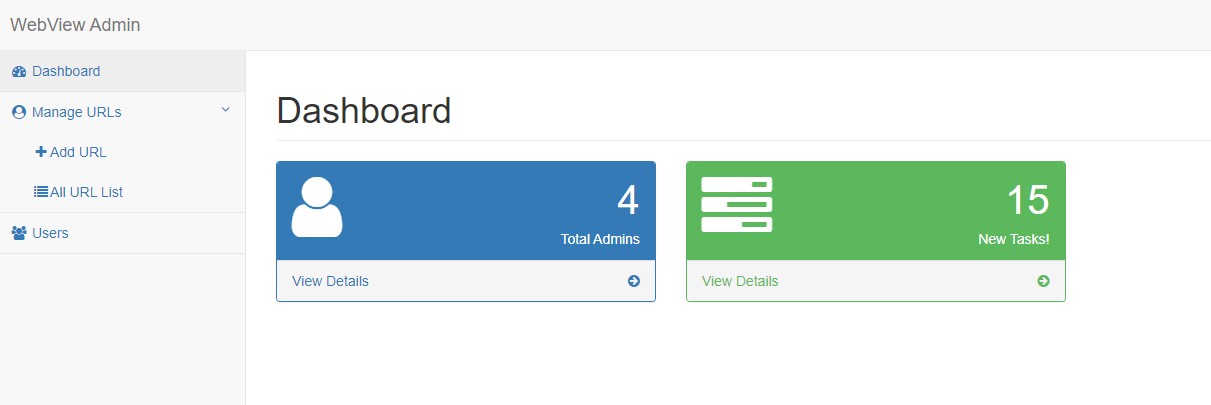 WebView Admin
Dashboard
Manage URLs
Add URL
All URL List
Users
Dashboard
4
Total Admins
View Details
15
New Tasks!
View Details